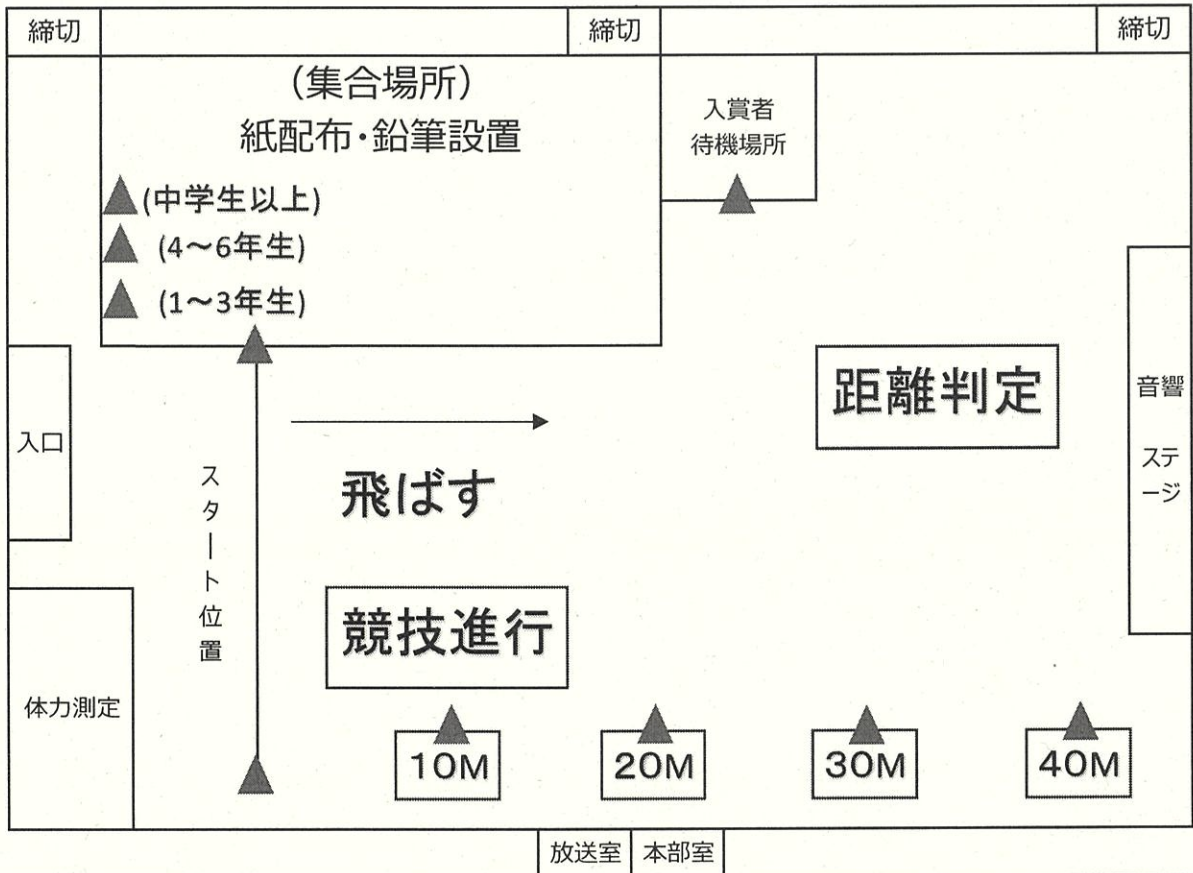 締切
締切
締切
(集合場所)
紙配布・鉛筆設置
(中学生以上)
(4～6年生)
(1～3年生)
入賞者
待機場所
入口
スタート位置
飛ばす
距離判定
音響
ステ
ージ
競技進行
体力測定
10M
20M
30M
40M
放送室
本部室